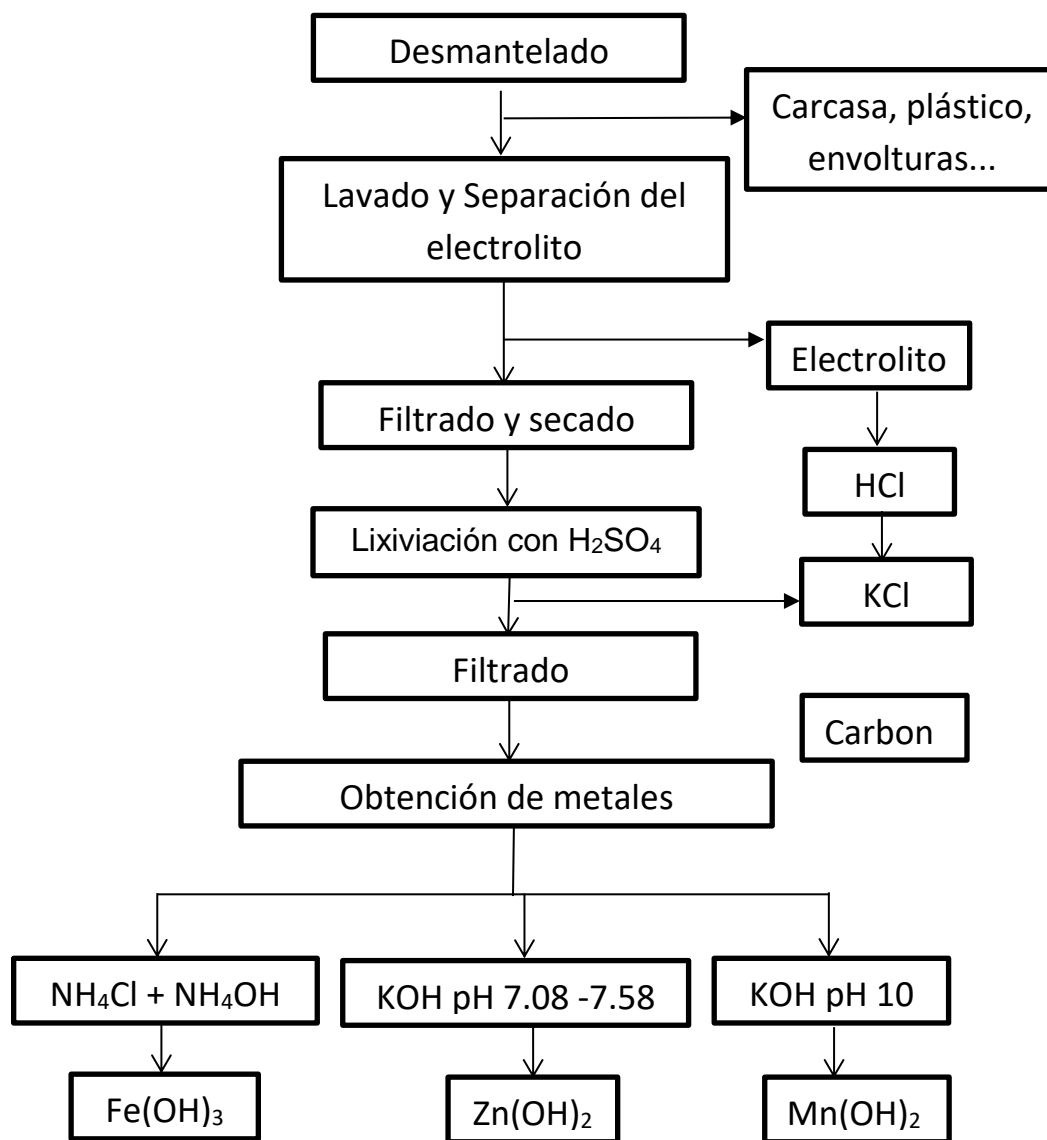 Desmantelado
Carcasa, plástico,
envolturas...
Lavado y Separación del
electrolito
Electrolito
Filtrado y secado
HCl
Lixiviación con H₂SO₄
KCl
Filtrado
Carbon
Obtención de metales
NH₄Cl + NH₄OH
KOH pH 7.08 -7.58
KOH pH 10
Fe(OH)₃
Zn(OH)₂
Mn(OH)₂